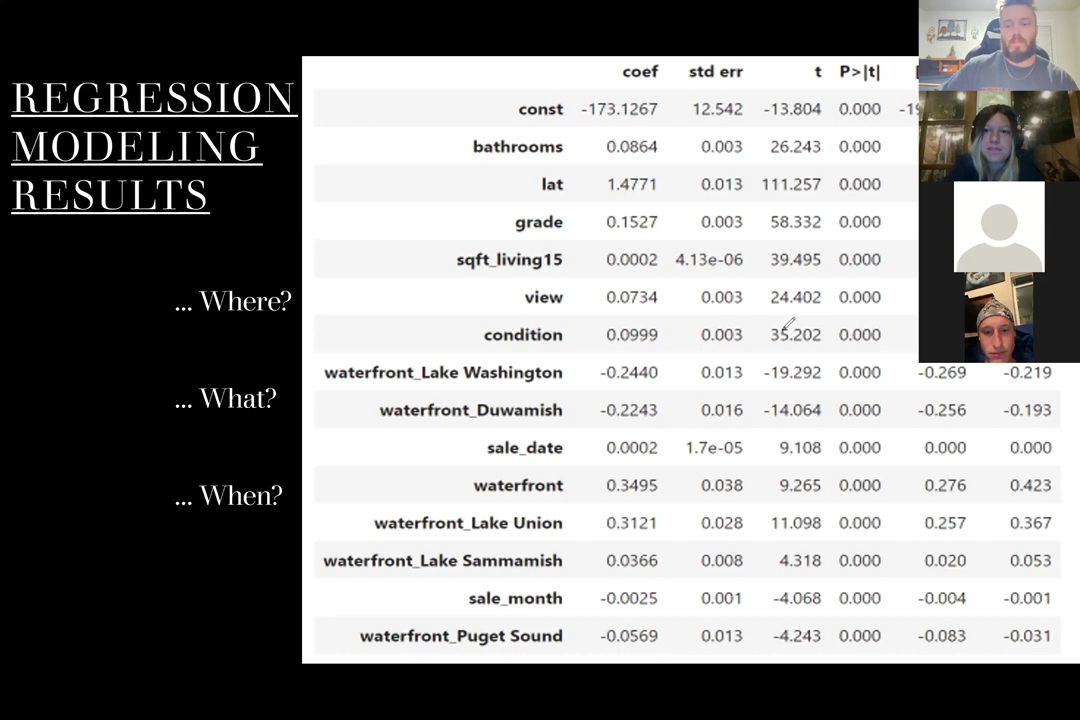 REGRESSION
MODELING
RESULTS
... Where?
... What?
... When?
coef std err t P>|t|
const -173.1267 12.542 -13.804 0.000
bathrooms 0.0864 0.003 26.243 0.000
lat 1.4771 0.013 111.257 0.000
grade 0.1527 0.003 58.332 0.000
sqft_living15 0.0002 4.13e-06 39.495 0.000
view 0.0734 0.003 24.402 0.000
condition 0.0999 0.003 35.202 0.000
waterfront_Lake Washington -0.2440 0.013 -19.292 0.000 -0.269 -0.219
waterfront_Duwamish -0.2243 0.016 -14.064 0.000 -0.256 -0.193
sale_date 0.0002 1.7e-05 9.108 0.000 0.000 0.000
waterfront 0.3495 0.038 9.265 0.000 0.276 0.423
waterfront_Lake Union 0.3121 0.028 11.098 0.000 0.257 0.367
waterfront_Lake Sammamish 0.0366 0.008 4.318 0.000 0.020 0.053
sale_month -0.0025 0.001 -4.068 0.000 -0.004 -0.001
waterfront_Puget Sound -0.0569 0.013 -4.243 0.000 -0.083 -0.031